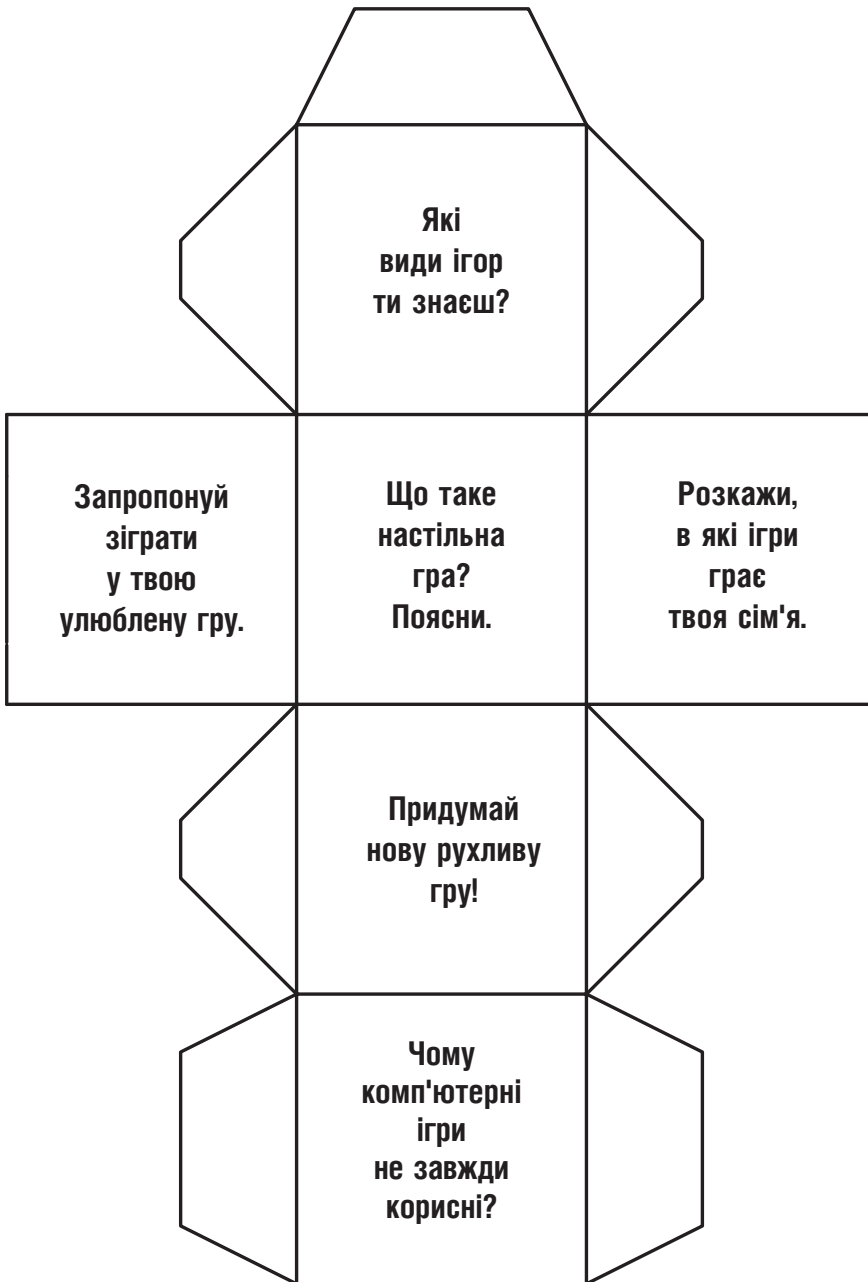 Які
види ігор
ти знаєш?
Запропонуй
зіграти
у твою
улюблену гру.
Що таке
настільна
гра?
Поясни.
Розкажи,
в які ігри
грає
твоя сім'я.
Придумай
нову рухливу
гру!
Чому
комп'ютерні
ігри
не завжди
корисні?